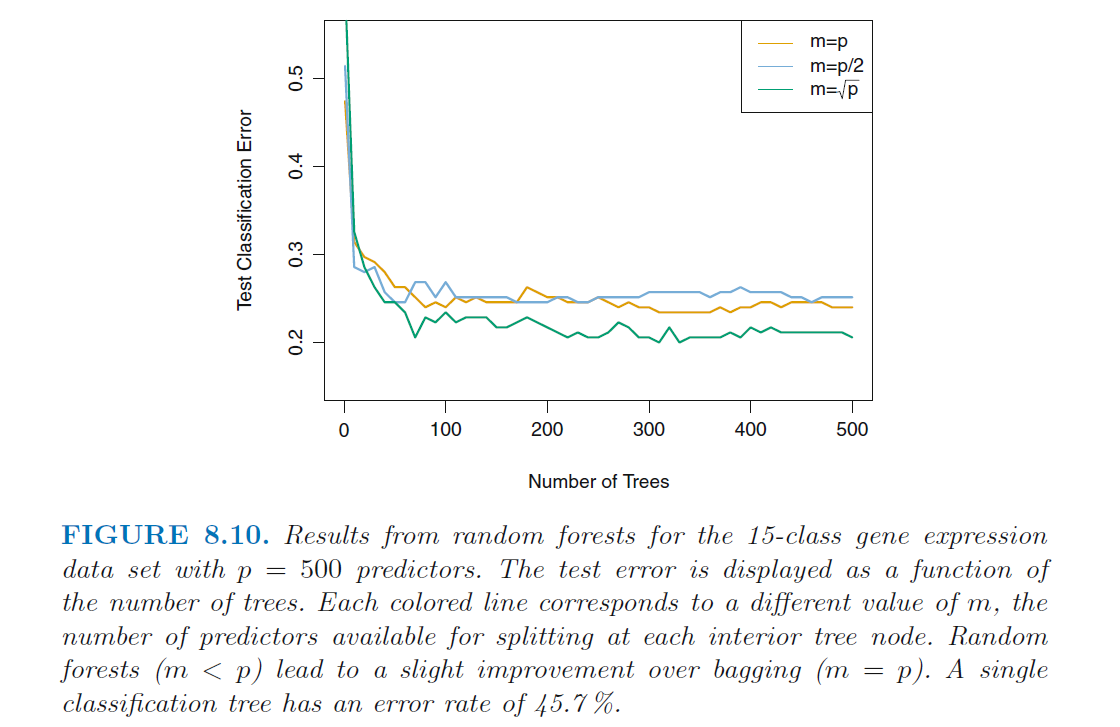 m=p
m=p/2
m=√p
Test Classification Error
0.5
0.4
0.3
0.2
0 100 200 300 400 500
Number of Trees
FIGURE 8.10. Results from random forests for the 15-class gene expression
data set with p = 500 predictors. The test error is displayed as a function of
the number of trees. Each colored line corresponds to a different value of m, the
number of predictors available for splitting at each interior tree node. Random
forests (m < p) lead to a slight improvement over bagging (m = p). A single
classification tree has an error rate of 45.7 %.